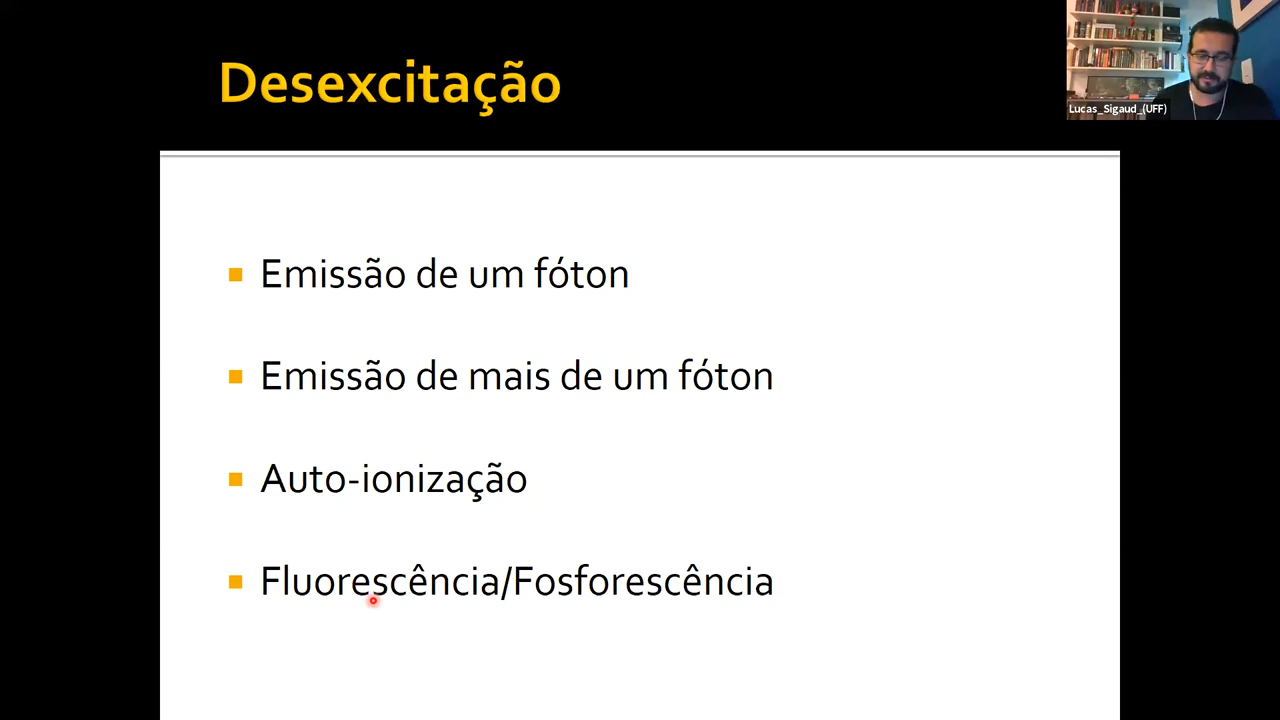 Desexcitação
Lucas_Sigaud_(UFF)
Emissão de um fóton
Emissão de mais de um fóton
Auto-ionização
Fluorescência/Fosforescência